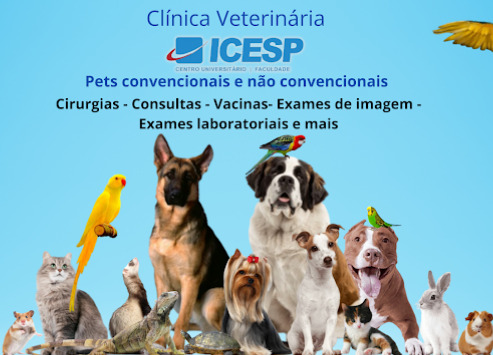 Clínica Veterinária
ICESP
CENTRO UNIVERSITÁRIO - FACULDADE
Pets convencionais e não convencionais
Cirurgias - Consultas - Vacinas- Exames de imagem -
Exames laboratoriais e mais